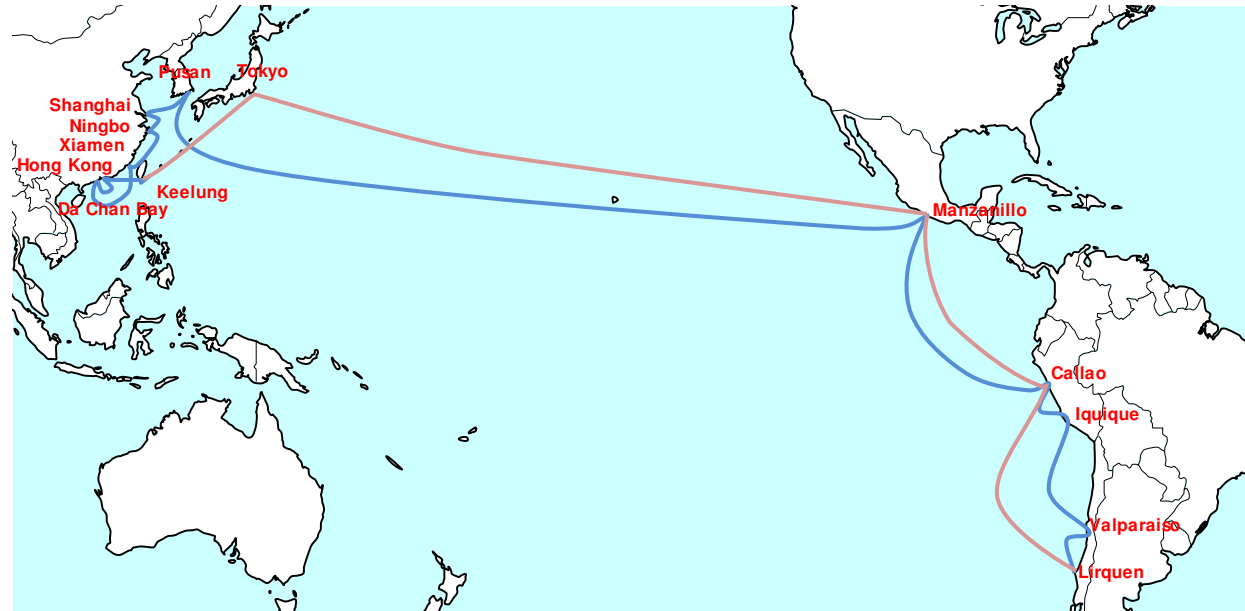 Pusan
Tokyo
Shanghai
Ningbo
Xiamen
Hong Kong
Keelung
Da Chan Bay
Manzanillo
Callao
Iquique
Valparaiso
Lirquen